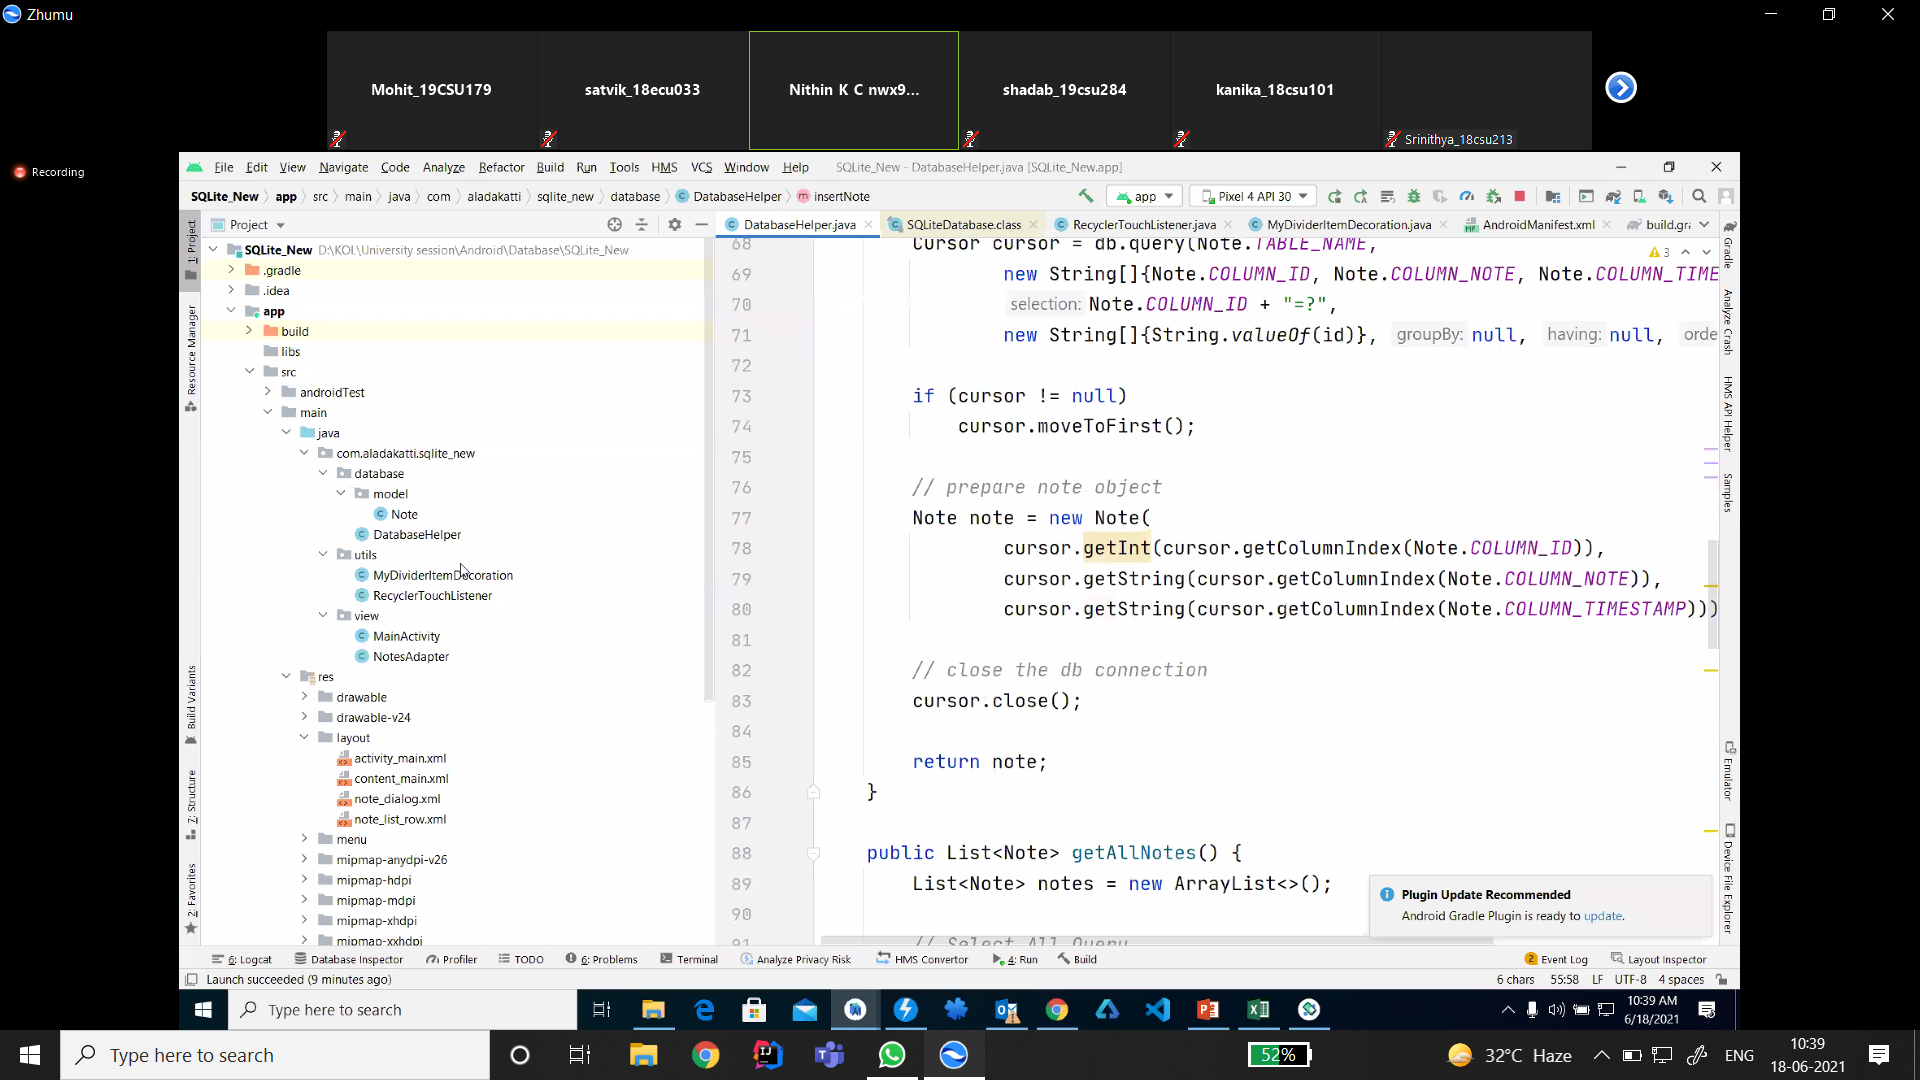 Zhumu
Mohit_19CSU179
satvik_18ecu033
Nithin K C nwx9...
shadab_19csu284
kanika_18csu101
Srinithya_18csu213
Recording
File Edit View Navigate Code Analyze Refactor Build Run Tools HMS VCS Window Help SQLite_New - DatabaseHelper.java [SQLite_New.app]
SQLite_New app src main java com aladakatti sqlite_new database DatabaseHelper insertNote app Pixel 4 API 30
Project
DatabaseHelper.java SQLiteDatabase.class RecyclerTouchListener.java MyDividerItemDecoration.java AndroidManifest.xml build.gra
SQLite_New D:\KOL\University session\Android\Database\SQLite_New
.gradle
.idea
app
build
libs
src
androidTest
main
java
com.aladakatti.sqlite_new
database
model
Note
DatabaseHelper
utils
MyDividerItemDecoration
RecyclerTouchListener
view
MainActivity
NotesAdapter
res
drawable
drawable-v24
layout
activity_main.xml
content_main.xml
note_dialog.xml
note_list_row.xml
menu
mipmap-anydpi-v26
mipmap-hdpi
mipmap-mdpi
mipmap-xhdpi
mipmap-xxhdpi
1: Project
Resource Manager
Build Variants
7: Structure
2: Favorites
3
68 Cursor cursor = db.query(Note.TABLE_NAME,
69 new String[]{Note.COLUMN_ID, Note.COLUMN_NOTE, Note.COLUMN_TIME
70 selection: Note.COLUMN_ID + "=?",
71 new String[]{String.valueOf(id)}, groupBy: null, having: null, orde
72
73 if (cursor != null)
74 cursor.moveToFirst();
75
76 // prepare note object
77 Note note = new Note(
78 cursor.getInt(cursor.getColumnIndex(Note.COLUMN_ID)),
79 cursor.getString(cursor.getColumnIndex(Note.COLUMN_NOTE)),
80 cursor.getString(cursor.getColumnIndex(Note.COLUMN_TIMESTAMP)))
81
82 // close the db connection
83 cursor.close();
84
85 return note;
86 }
87
88 public List<Note> getAllNotes() {
89 List<Note> notes = new ArrayList<>();
90
91 // Select All Query
Gradle
Analyze Crash
HMS API Helper
Samples
Emulator
Device File Explorer
Plugin Update Recommended
Android Gradle Plugin is ready to update.
6: Logcat Database Inspector Profiler TODO 6: Problems Terminal Analyze Privacy Risk HMS Convertor 4: Run Build 2 Event Log Layout Inspector
Launch succeeded (9 minutes ago) 6 chars 55:58 LF UTF-8 4 spaces
Type here to search
10:39 AM
6/18/2021
Type here to search
52%
32°C Haze
ENG
10:39
18-06-2021